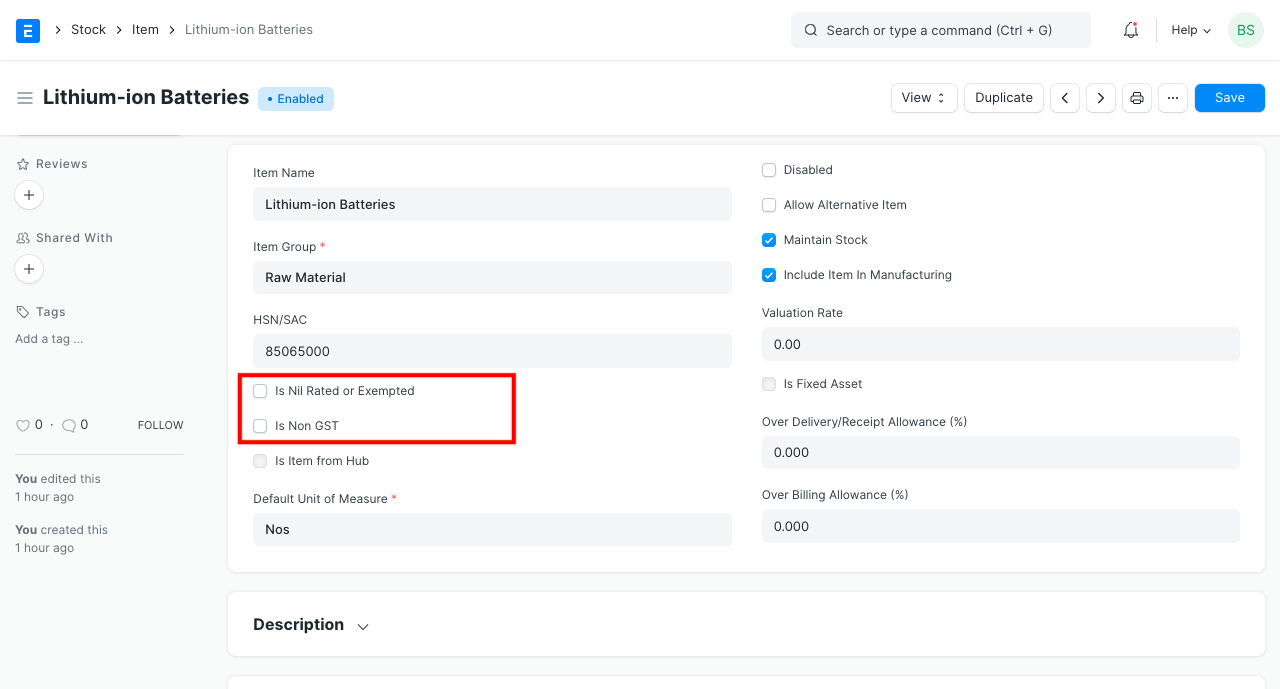 E
Stock
Item
Lithium-ion Batteries
Search or type a command (Ctrl + G)
Help
BS
Lithium-ion Batteries
Enabled
View
Duplicate
Save
Reviews
Shared With
Tags
Add a tag ...
0 · 0
FOLLOW
You edited this
1 hour ago
You created this
1 hour ago
Item Name
Lithium-ion Batteries
Item Group *
Raw Material
HSN/SAC
85065000
Is Nil Rated or Exempted
Is Non GST
Is Item from Hub
Default Unit of Measure *
Nos
Disabled
Allow Alternative Item
Maintain Stock
Include Item In Manufacturing
Valuation Rate
0.00
Is Fixed Asset
Over Delivery/Receipt Allowance (%)
0.000
Over Billing Allowance (%)
0.000
Description